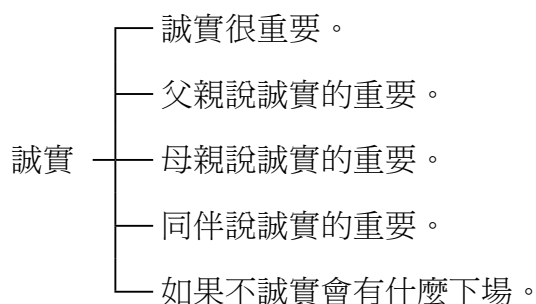 誠實很重要。
父親說誠實的重要。
誠實
母親說誠實的重要。
同伴說誠實的重要。
如果不誠實會有什麼下場。